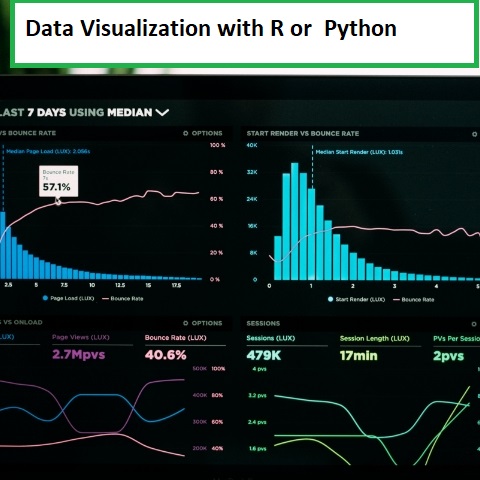 Data Visualization with R or Python
LAST 7 DAYS USING MEDIAN
VS BOUNCE RATE
OPTIONS
START RENDER VS BOUNCE RATE
100 %
Median Page Load (LUX): 2.056s
80 %
Bounce Rate
7s
57.1%
60 %
40 %
20 %
0 %
2.5 5 7.5 10 12.5 15 17.5
Page Load (LUX) Bounce Rate
40K
Median Start Render (LUX): 1.031s
32K
24K
16K
8K
0
0 1 2 3 4
Start Render (LUX) Bounce Rate
VS ONLOAD
OPTIONS
SESSIONS
Page Views (LUX)
2.7Mpvs
Bounce Rate (LUX)
40.6%
Sessions (LUX)
479K
Session Length (LUX)
17min
PVs Per Session
2pvs
500K 100%
400K 80%
300K 60%
200K 40%
4 pvs
3.2 pvs
2.4 pvs
1.6 pvs